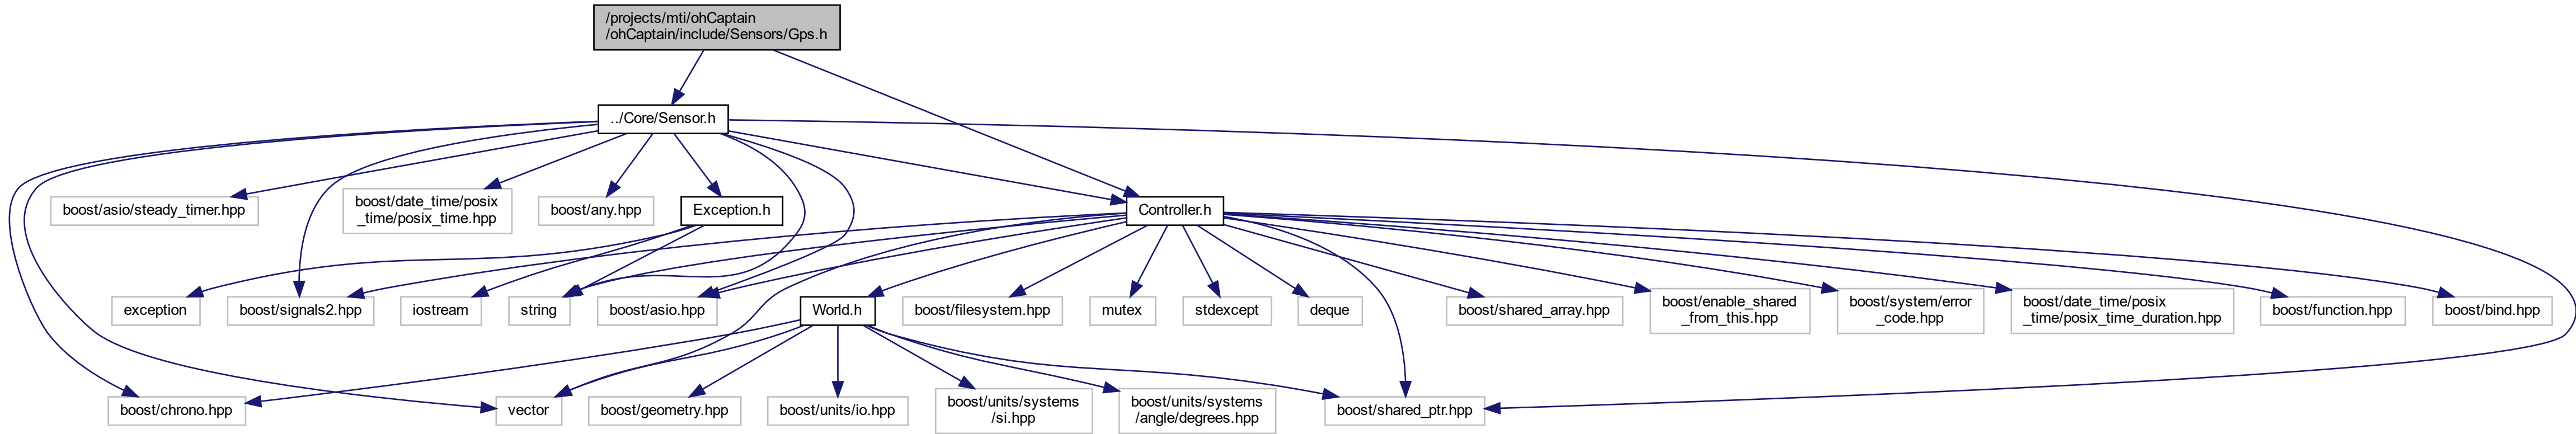 /projects/mti/ohCaptain
/ohCaptain/include/Sensors/Gps.h
../Core/Sensor.h
boost/asio/steady_timer.hpp
boost/date_time/posix
_time/posix_time.hpp
boost/any.hpp
Exception.h
Controller.h
exception
boost/signals2.hpp
iostream
string
boost/asio.hpp
World.h
boost/filesystem.hpp
mutex
stdexcept
deque
boost/shared_array.hpp
boost/enable_shared
_from_this.hpp
boost/system/error
_code.hpp
boost/date_time/posix
_time/posix_time_duration.hpp
boost/function.hpp
boost/bind.hpp
boost/chrono.hpp
vector
boost/geometry.hpp
boost/units/io.hpp
boost/units/systems
/si.hpp
boost/units/systems
/angle/degrees.hpp
boost/shared_ptr.hpp